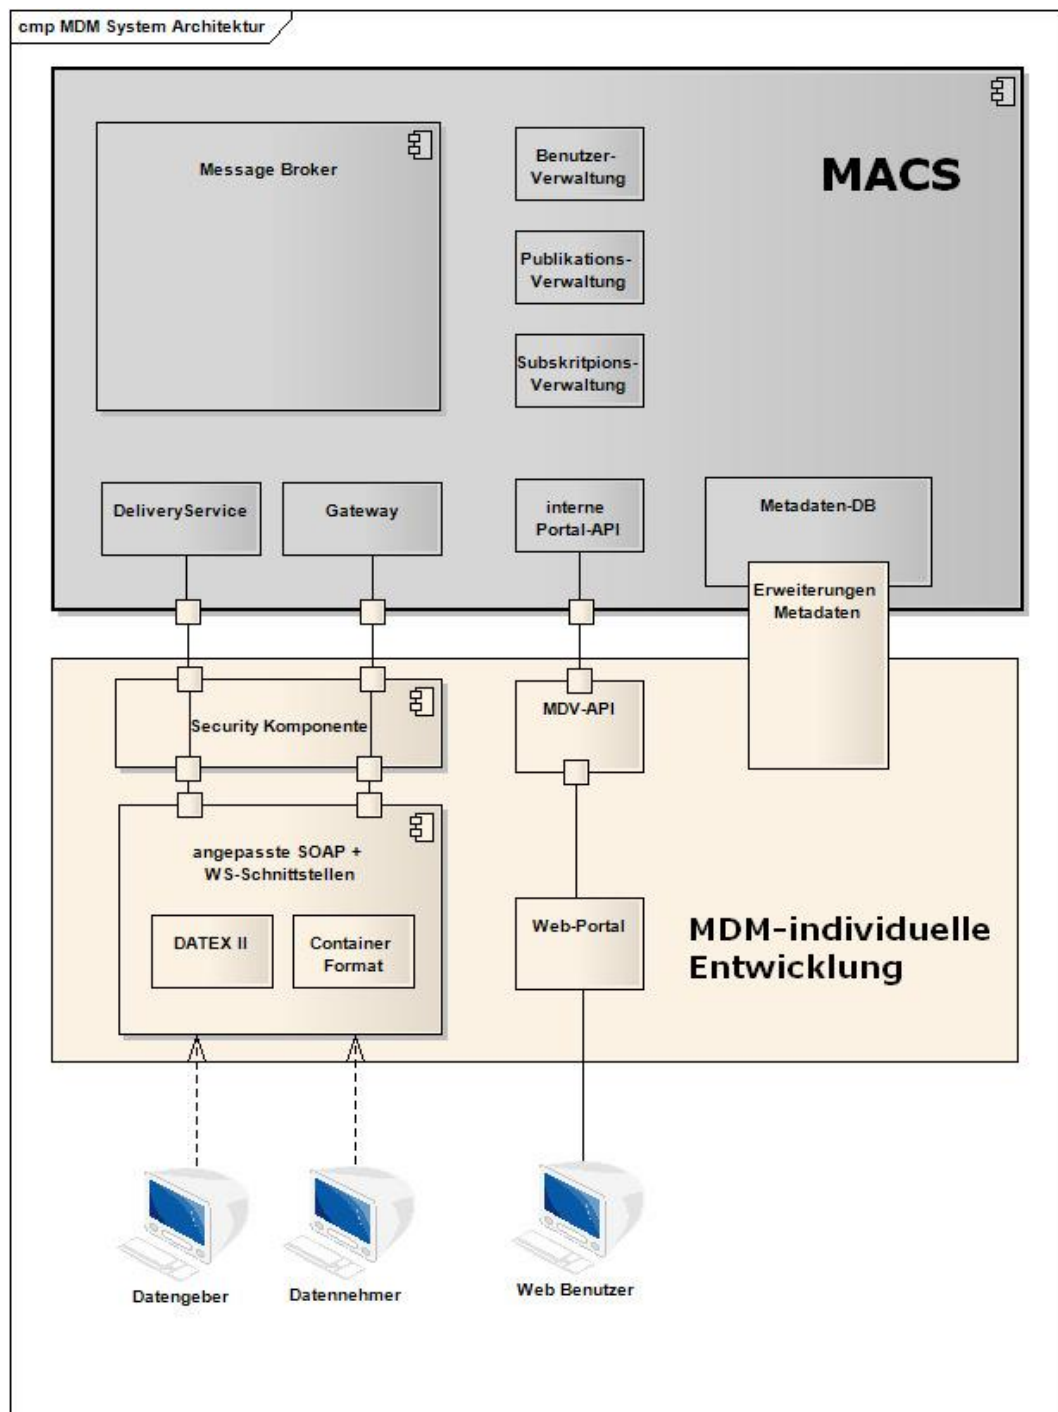 cmp MDM System Architektur
MACS
Message Broker
Benutzer-
Verwaltung
Publikations-
Verwaltung
Subskritpions-
Verwaltung
DeliveryService
Gateway
interne
Portal-API
Metadaten-DB
Erweiterungen
Metadaten
Security Komponente
MDV-API
angepasste SOAP +
WS-Schnittstellen
DATEX II
Container
Format
Web-Portal
MDM-individuelle
Entwicklung
Datengeber
Datennehmer
Web Benutzer